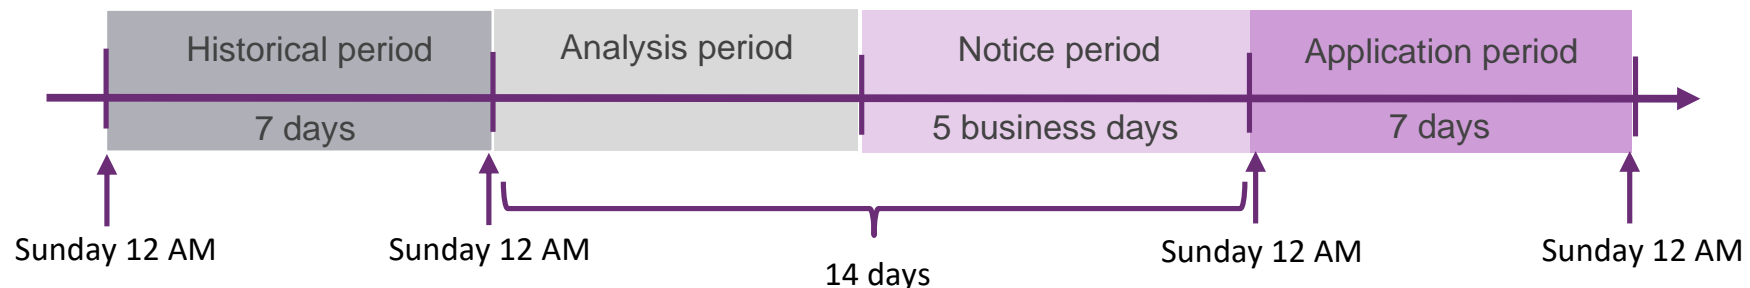 Historical period
Analysis period
Notice period
Application period
7 days
5 business days
7 days
Sunday 12 AM
Sunday 12 AM
Sunday 12 AM
Sunday 12 AM
14 days